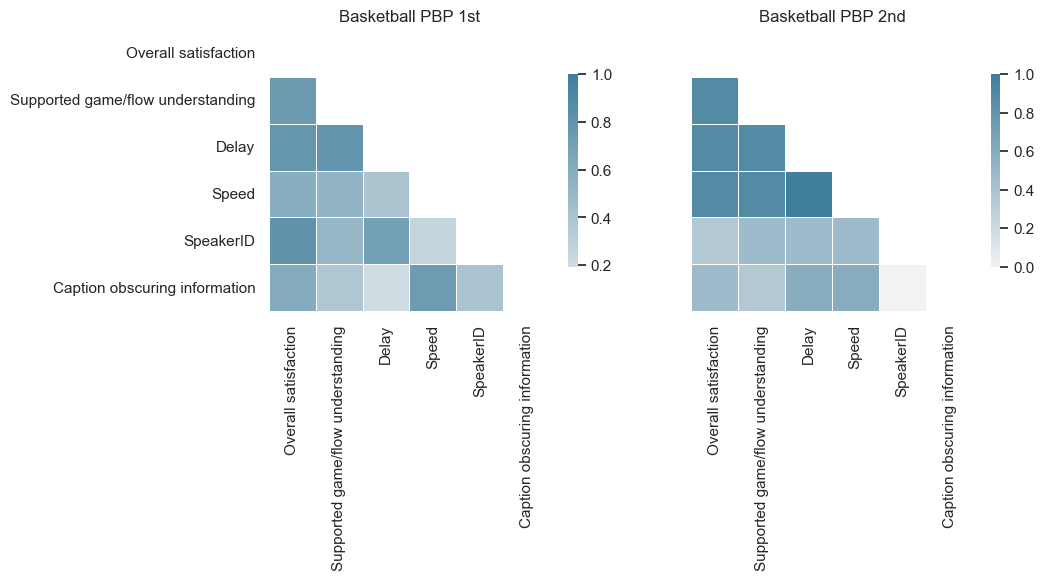 Basketball PBP 1st
Basketball PBP 2nd
Overall satisfaction
Supported game/flow understanding
Delay
Speed
SpeakerID
Caption obscuring information
1.0
0.8
0.6
0.4
0.2
1.0
0.8
0.6
0.4
0.2
0.0
Overall satisfaction
Supported game/flow understanding
Delay
Speed
SpeakerID
Caption obscuring information
Overall satisfaction
Supported game/flow understanding
Delay
Speed
SpeakerID
Caption obscuring information